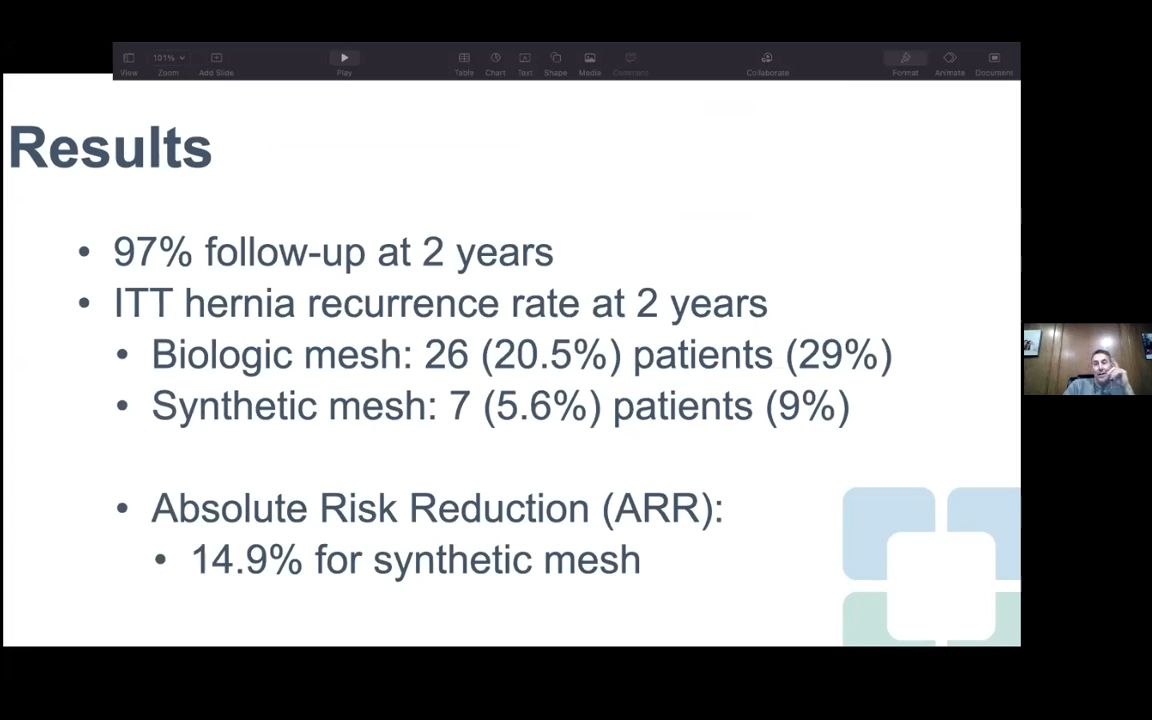 101%
View
Zoom
Add Slide
Play
Table
Chart
Text
Shape
Media
Comment
Collaborate
Format
Animate
Document
Results
• 97% follow-up at 2 years
• ITT hernia recurrence rate at 2 years
• Biologic mesh: 26 (20.5%) patients (29%)
• Synthetic mesh: 7 (5.6%) patients (9%)
• Absolute Risk Reduction (ARR):
• 14.9% for synthetic mesh